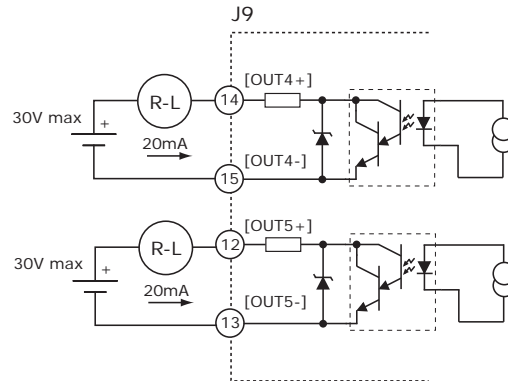 J9
[OUT4+]
14
R-L
30V max
+
20mA
[OUT4-]
15
[OUT5+]
12
R-L
30V max
+
20mA
[OUT5-]
13